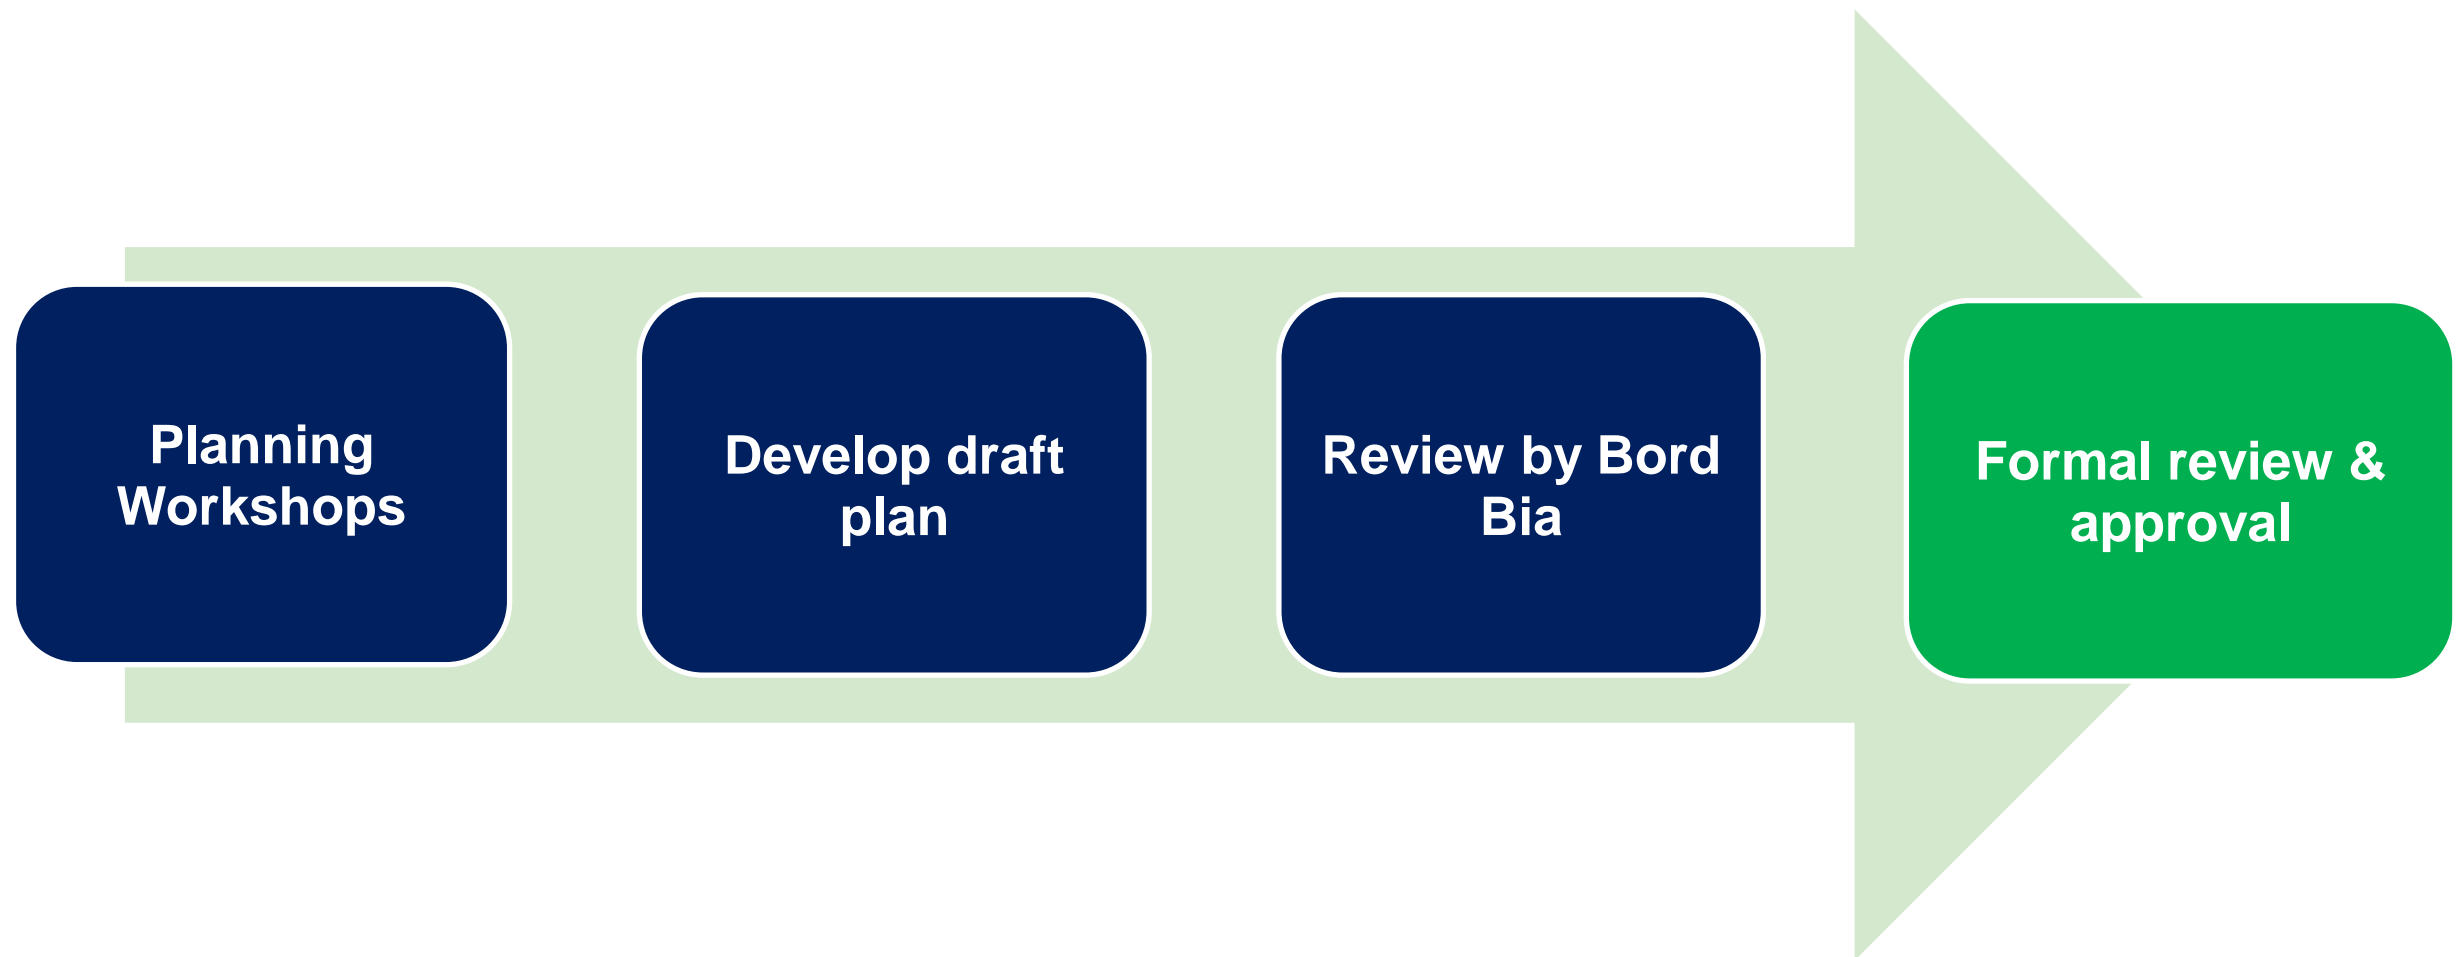 Planning
Workshops
Develop draft
plan
Review by Bord
Bia
Formal review &
approval